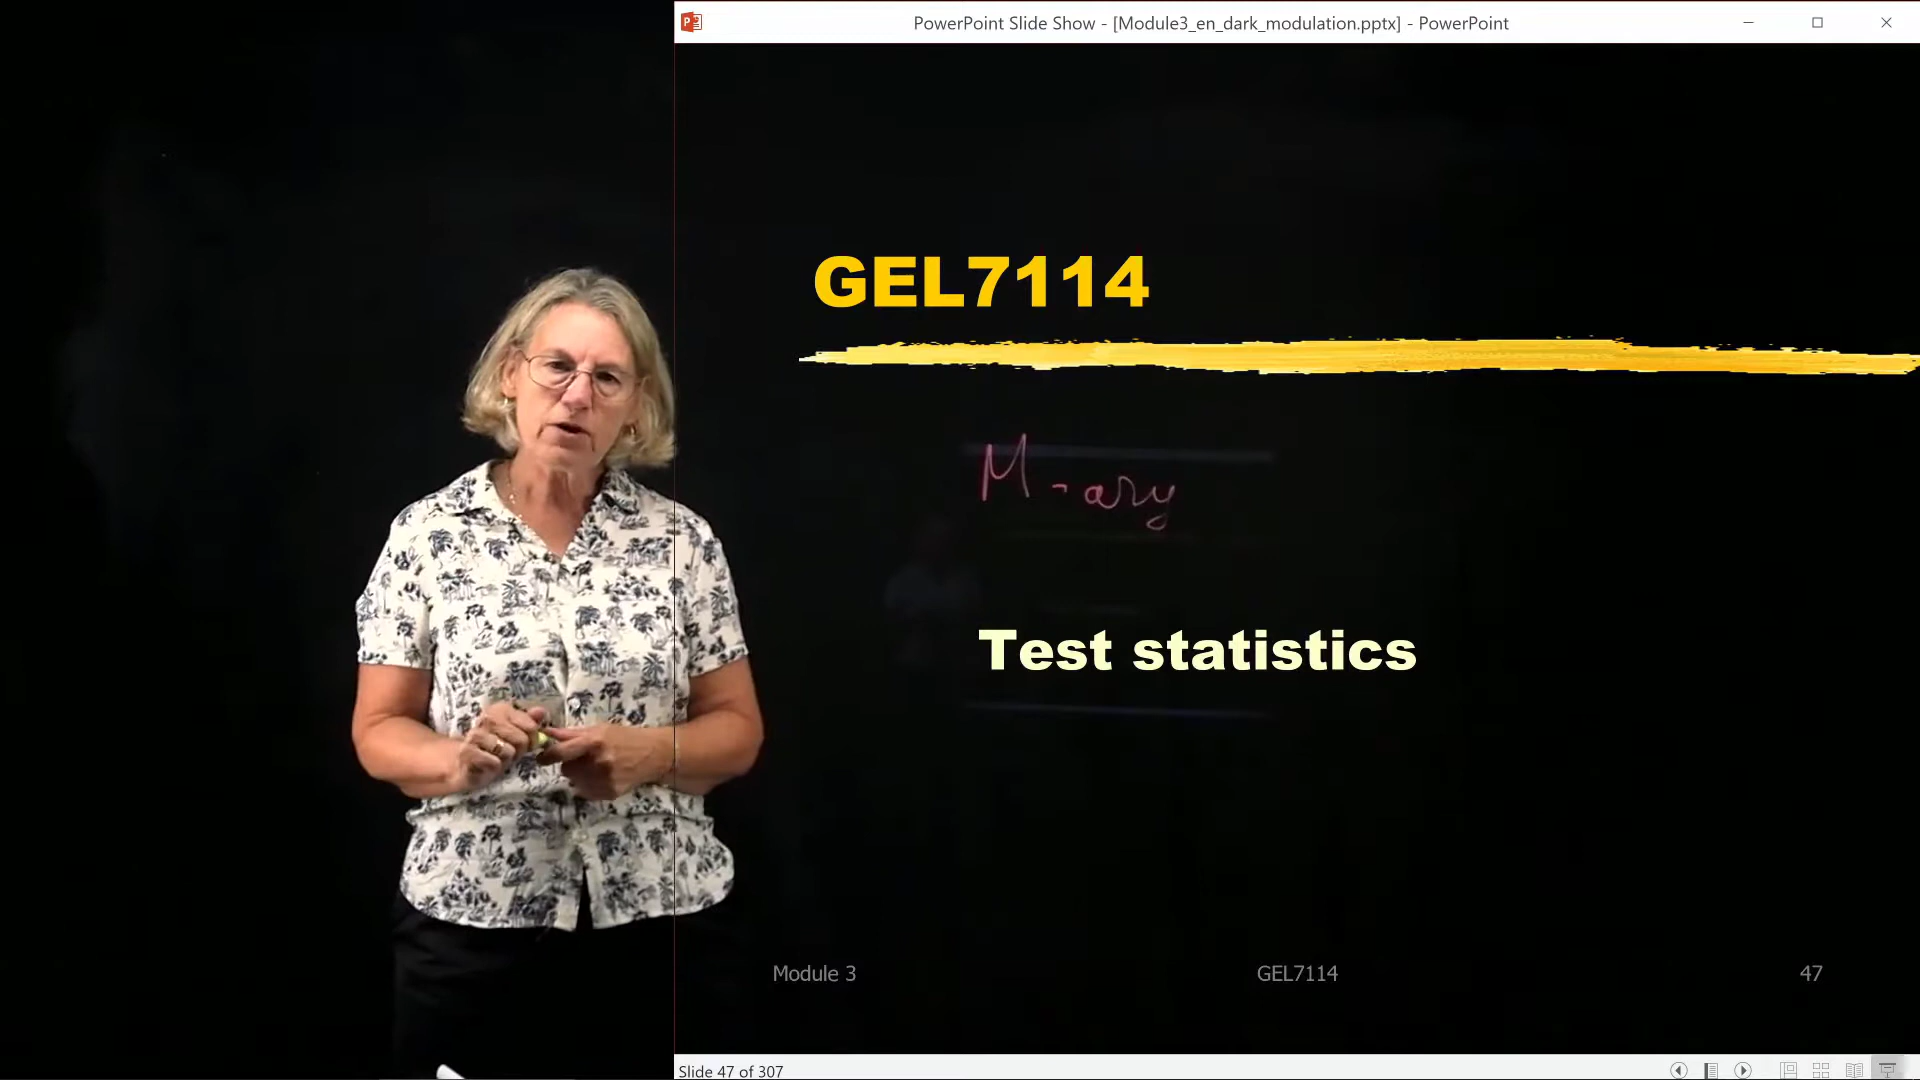 PowerPoint Slide Show - [Module3_en_dark_modulation.pptx] - PowerPoint
GEL7114
M-ary
Test statistics
Module 3 GEL7114 47
Slide 47 of 307